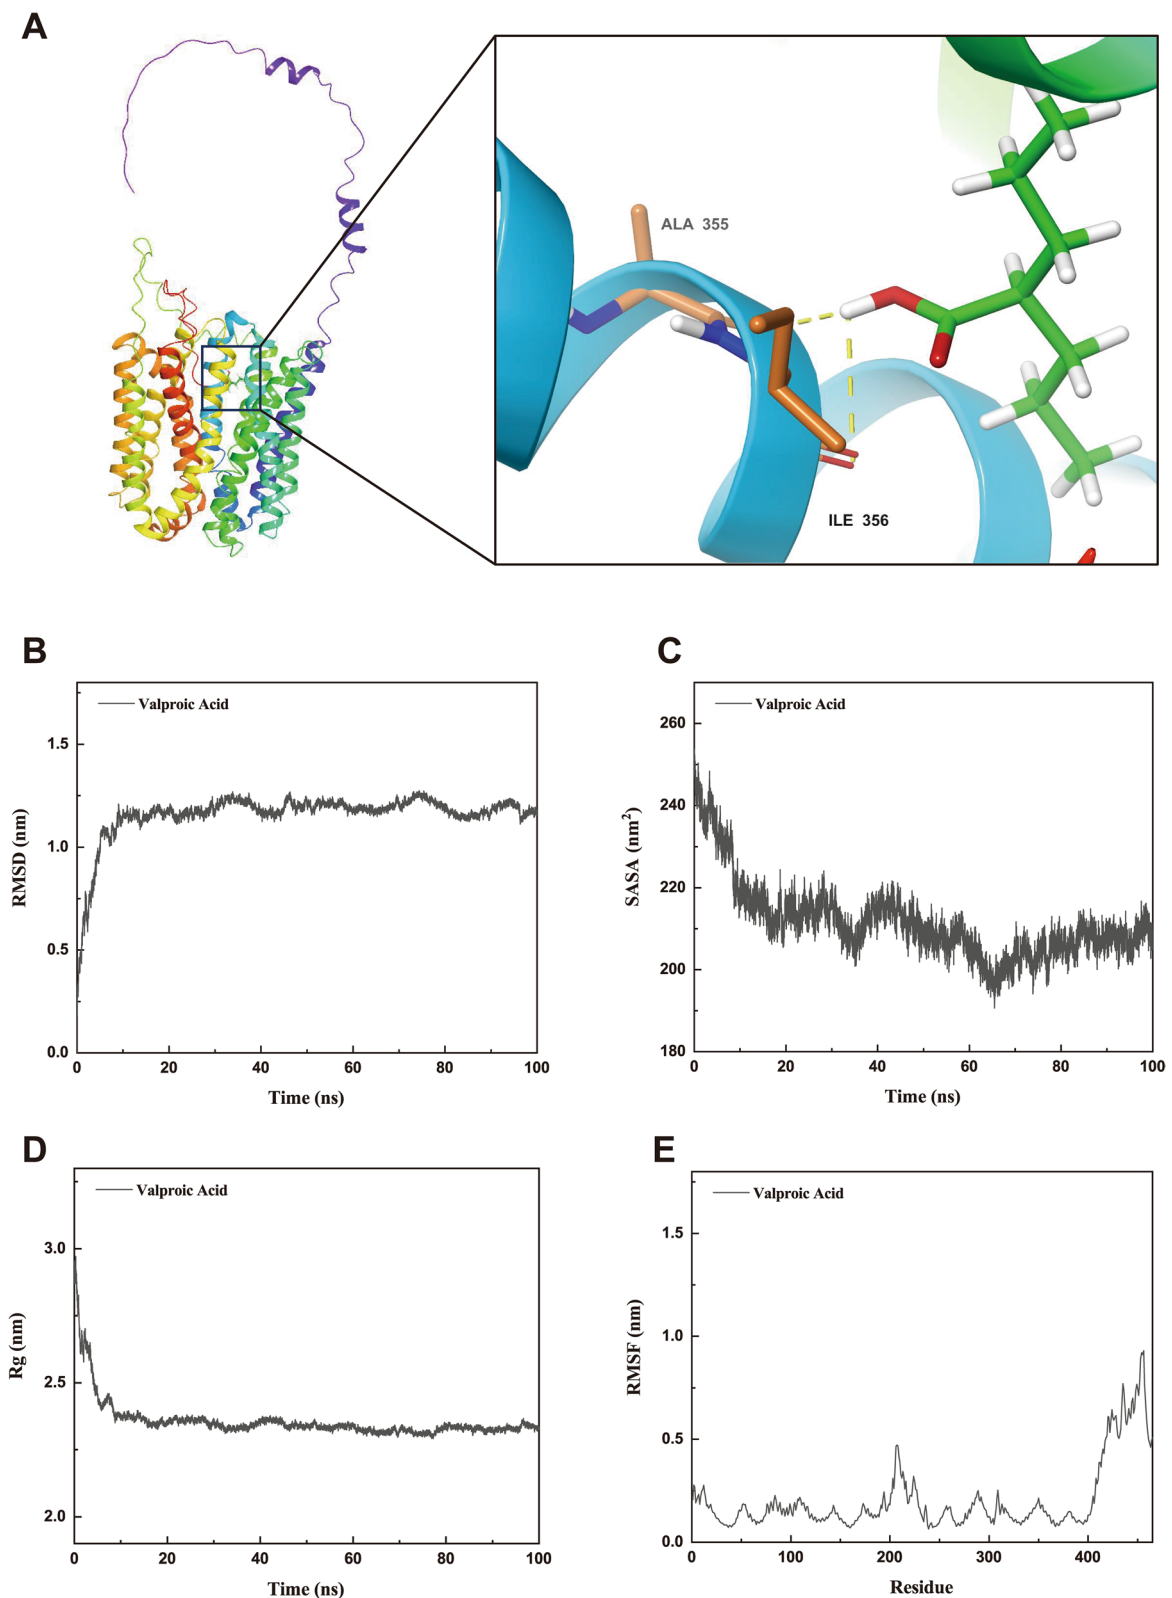 A
ALA 355
ILE 356
B
Valproic Acid
RMSD (nm)
1.5
1.0
0.5
0.0
0 20 40 60 80 100
Time (ns)
C
Valproic Acid
SASA (nm²)
260
240
220
200
180
0 20 40 60 80 100
Time (ns)
D
Valproic Acid
Rg (nm)
3.0
2.5
2.0
0 20 40 60 80 100
Time (ns)
E
Valproic Acid
RMSF (nm)
1.5
1.0
0.5
0.0
0 100 200 300 400
Residue